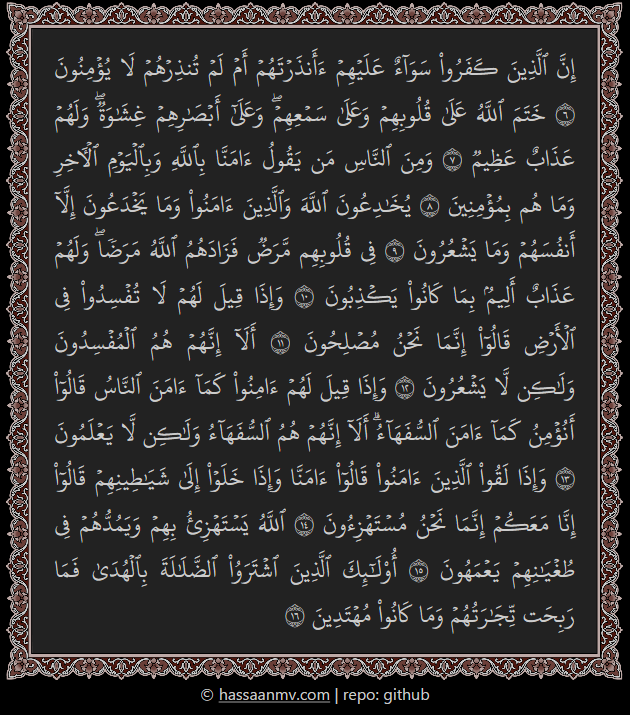 إِنَّ ٱلَّذِينَ كَفَرُوا۟ سَوَآءٌ عَلَيْهِمْ ءَأَنذَرْتَهُمْ أَمْ لَمْ تُنذِرْهُمْ لَا يُؤْمِنُونَ
٦ خَتَمَ ٱللَّهُ عَلَىٰ قُلُوبِهِمْ وَعَلَىٰ سَمْعِهِمْ ۖ وَعَلَىٰٓ أَبْصَـٰرِهِمْ غِشَـٰوَةٌ ۖ وَلَهُمْ
عَذَابٌ عَظِيمٌ ٧ وَمِنَ ٱلنَّاسِ مَن يَقُولُ ءَامَنَّا بِٱللَّهِ وَبِٱلْيَوْمِ ٱلْـَٔاخِرِ
وَمَا هُم بِمُؤْمِنِينَ ٨ يُخَـٰدِعُونَ ٱللَّهَ وَٱلَّذِينَ ءَامَنُوا۟ وَمَا يَخْدَعُونَ إِلَّآ
أَنفُسَهُمْ وَمَا يَشْعُرُونَ ٩ فِى قُلُوبِهِم مَّرَضٌ فَزَادَهُمُ ٱللَّهُ مَرَضًا ۖ وَلَهُمْ
عَذَابٌ أَلِيمٌۢ بِمَا كَانُوا۟ يَكْذِبُونَ ١٠ وَإِذَا قِيلَ لَهُمْ لَا تُفْسِدُوا۟ فِى
ٱلْأَرْضِ قَالُوٓا۟ إِنَّمَا نَحْنُ مُصْلِحُونَ ١١ أَلَآ إِنَّهُمْ هُمُ ٱلْمُفْسِدُونَ
وَلَـٰكِن لَّا يَشْعُرُونَ ١٢ وَإِذَا قِيلَ لَهُمْ ءَامِنُوا۟ كَمَآ ءَامَنَ ٱلنَّاسُ قَالُوٓا۟
أَنُؤْمِنُ كَمَآ ءَامَنَ ٱلسُّفَهَآءُ ۗ أَلَآ إِنَّهُمْ هُمُ ٱلسُّفَهَآءُ وَلَـٰكِن لَّا يَعْلَمُونَ
١٣ وَإِذَا لَقُوا۟ ٱلَّذِينَ ءَامَنُوا۟ قَالُوٓا۟ ءَامَنَّا وَإِذَا خَلَوْا۟ إِلَىٰ شَيَـٰطِينِهِمْ قَالُوٓا۟
إِنَّا مَعَكُمْ إِنَّمَا نَحْنُ مُسْتَهْزِءُونَ ١٤ ٱللَّهُ يَسْتَهْزِئُ بِهِمْ وَيَمُدُّهُمْ فِى
طُغْيَـٰنِهِمْ يَعْمَهُونَ ١٥ أُو۟لَـٰٓئِكَ ٱلَّذِينَ ٱشْتَرَوُا۟ ٱلضَّلَـٰلَةَ بِٱلْهُدَىٰ فَمَا
رَبِحَت تِّجَـٰرَتُهُمْ وَمَا كَانُوا۟ مُهْتَدِينَ ١٦
© hassaanmv.com | repo: github